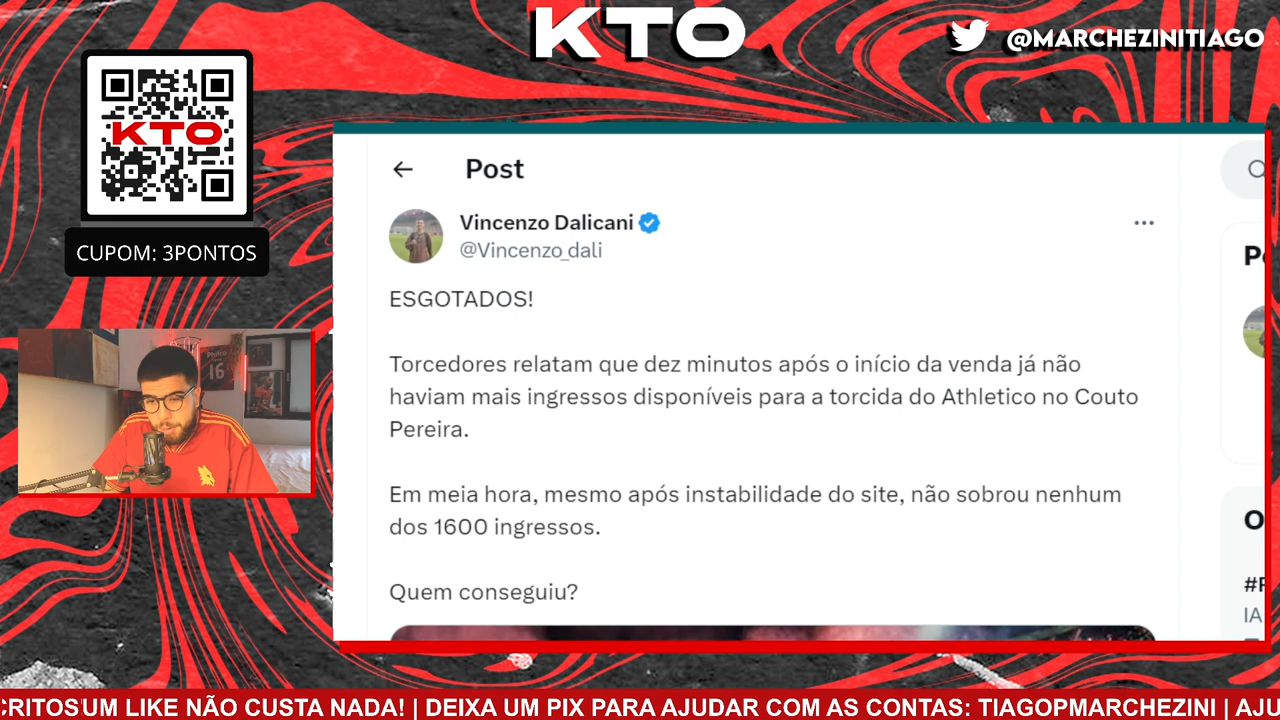 KTO
@MARCHEZINITIAGO
KTO
CUPOM: 3PONTOS
Post
Vincenzo Dalicani
@Vincenzo_dali
ESGOTADOS!
Torcedores relatam que dez minutos após o início da venda já não
haviam mais ingressos disponíveis para a torcida do Athletico no Couto
Pereira.
Em meia hora, mesmo após instabilidade do site, não sobrou nenhum
dos 1600 ingressos.
Quem conseguiu?
16
IA
CRITOS'UM LIKE NÃO CUSTA NADA! | DEIXA UM PIX PARA AJUDAR COM AS CONTAS: TIAGOPMARCHEZINI | AJU